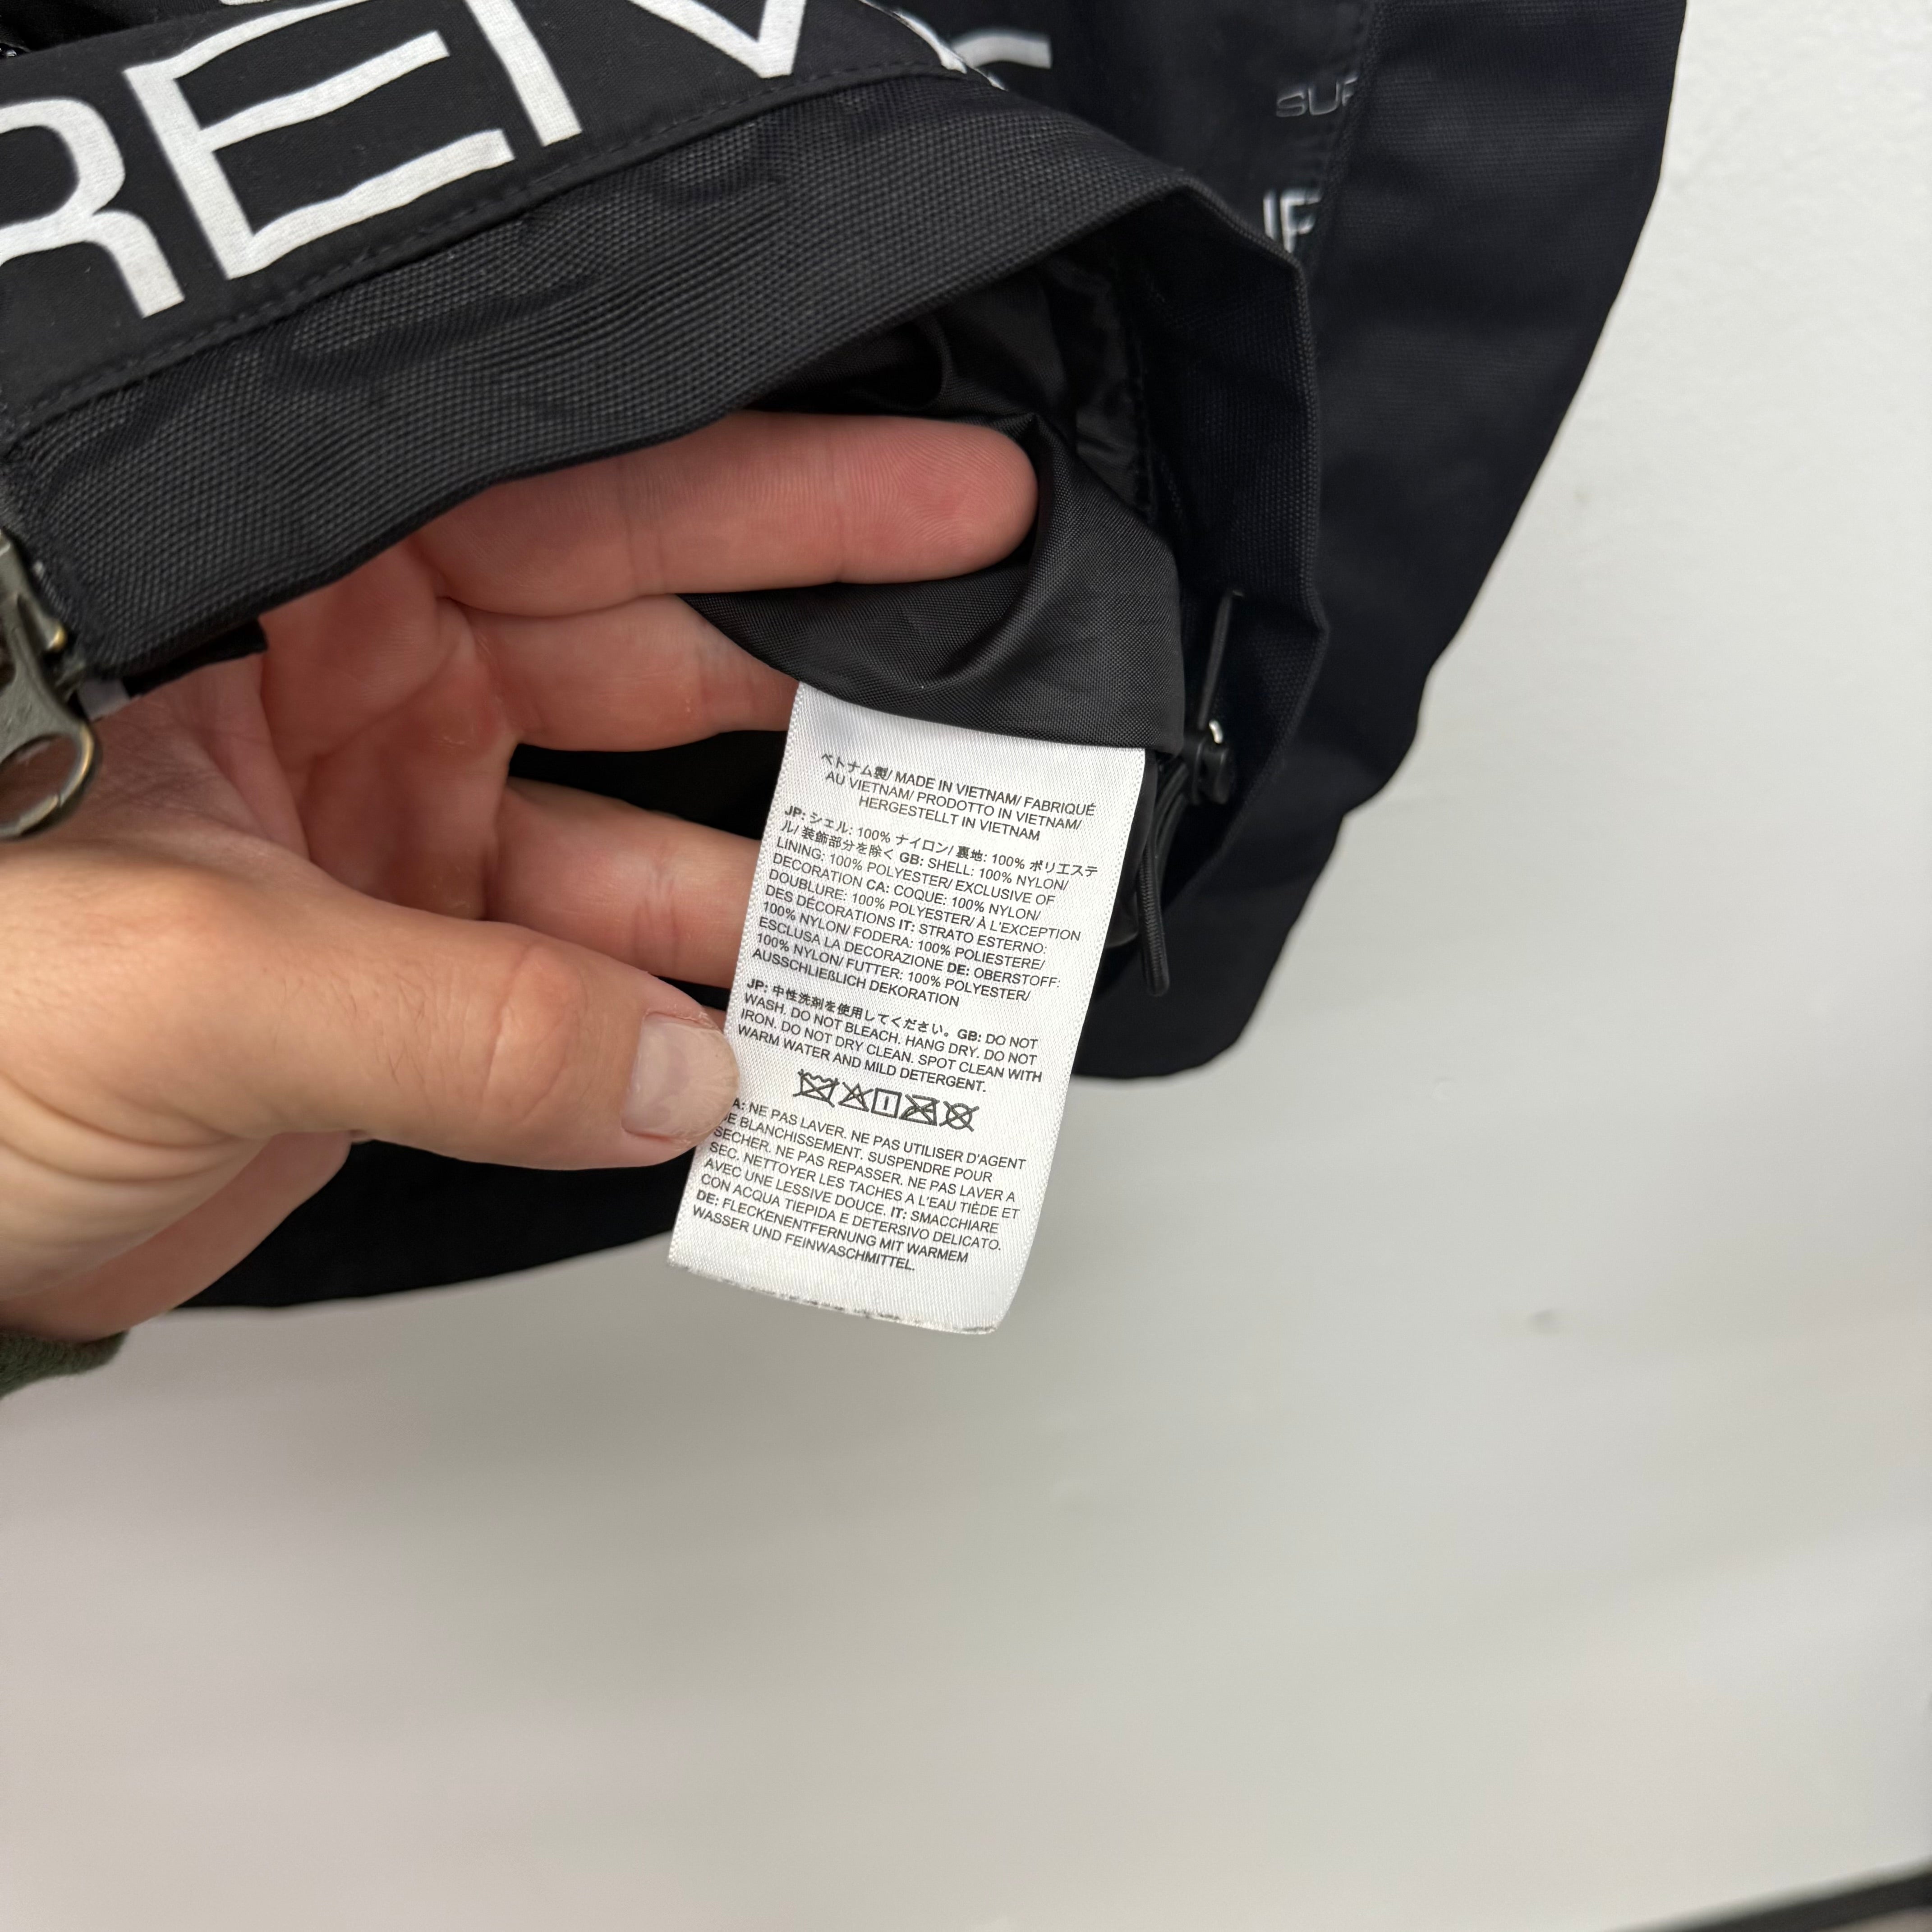 REM
SUP
UP
ベトナム製/ MADE IN VIETNAM/ FABRIQUÉ
AU VIETNAM/ PRODOTTO IN VIETNAM/
HERGESTELLT IN VIETNAM
JP: シェル: 100% ナイロン/ 裏地: 100% ポリエステ
ル/ 装飾部分を除く GB: SHELL: 100% NYLON/
LINING: 100% POLYESTER/ EXCLUSIVE OF
DECORATION CA: COQUE: 100% NYLON/
DOUBLURE: 100% POLYESTER/ À L'EXCEPTION
DES DÉCORATIONS IT: STRATO ESTERNO:
100% NYLON/ FODERA: 100% POLIESTERE/
ESCLUSA LA DECORAZIONE DE: OBERSTOFF:
100% NYLON/ FUTTER: 100% POLYESTER/
AUSSCHLIEßLICH DEKORATION
JP: 中性洗剤を使用してください。GB: DO NOT
WASH. DO NOT BLEACH. HANG DRY. DO NOT
IRON. DO NOT DRY CLEAN. SPOT CLEAN WITH
WARM WATER AND MILD DETERGENT.
A: NE PAS LAVER. NE PAS UTILISER D'AGENT
DE BLANCHISSEMENT. SUSPENDRE POUR
SECHER. NE PAS REPASSER. NE PAS LAVER A
SEC. NETTOYER LES TACHES A L'EAU TIÈDE ET
AVEC UNE LESSIVE DOUCE. IT: SMACCHIARE
CON ACQUA TIEPIDA E DETERSIVO DELICATO.
DE: FLECKENENTFERNUNG MIT WARMEM
WASSER UND FEINWASCHMITTEL.